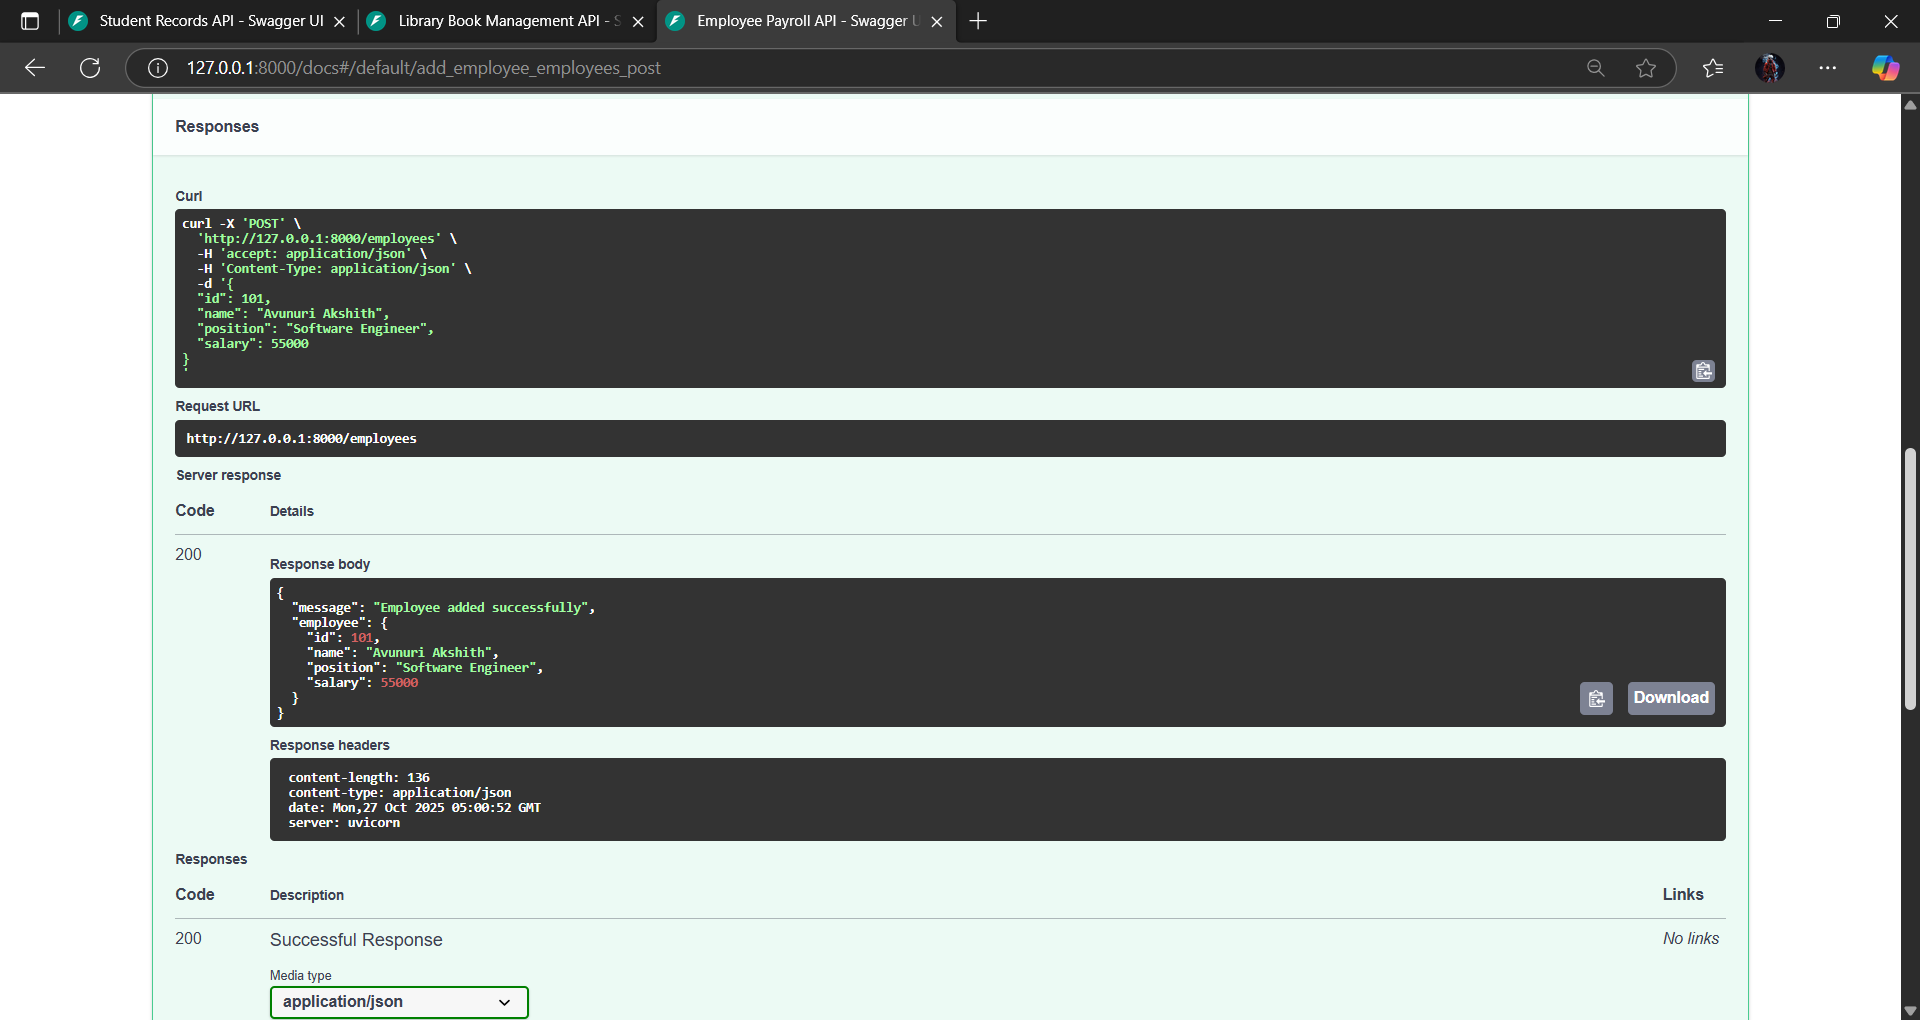 Student Records API - Swagger UI
Library Book Management API - S
Employee Payroll API - Swagger U
127.0.0.1:8000/docs#/default/add_employee_employees_post
Responses
Curl
curl -X 'POST' \
'http://127.0.0.1:8000/employees' \
-H 'accept: application/json' \
-H 'Content-Type: application/json' \
-d '{
"id": 101,
"name": "Avunuri Akshith",
"position": "Software Engineer",
"salary": 55000
}
'
Request URL
http://127.0.0.1:8000/employees
Server response
Code Details
200
Response body
{
"message": "Employee added successfully",
"employee": {
"id": 101,
"name": "Avunuri Akshith",
"position": "Software Engineer",
"salary": 55000
}
}
Download
Response headers
content-length: 136
content-type: application/json
date: Mon,27 Oct 2025 05:00:52 GMT
server: uvicorn
Responses
Code Description Links
200 Successful Response No links
Media type
application/json